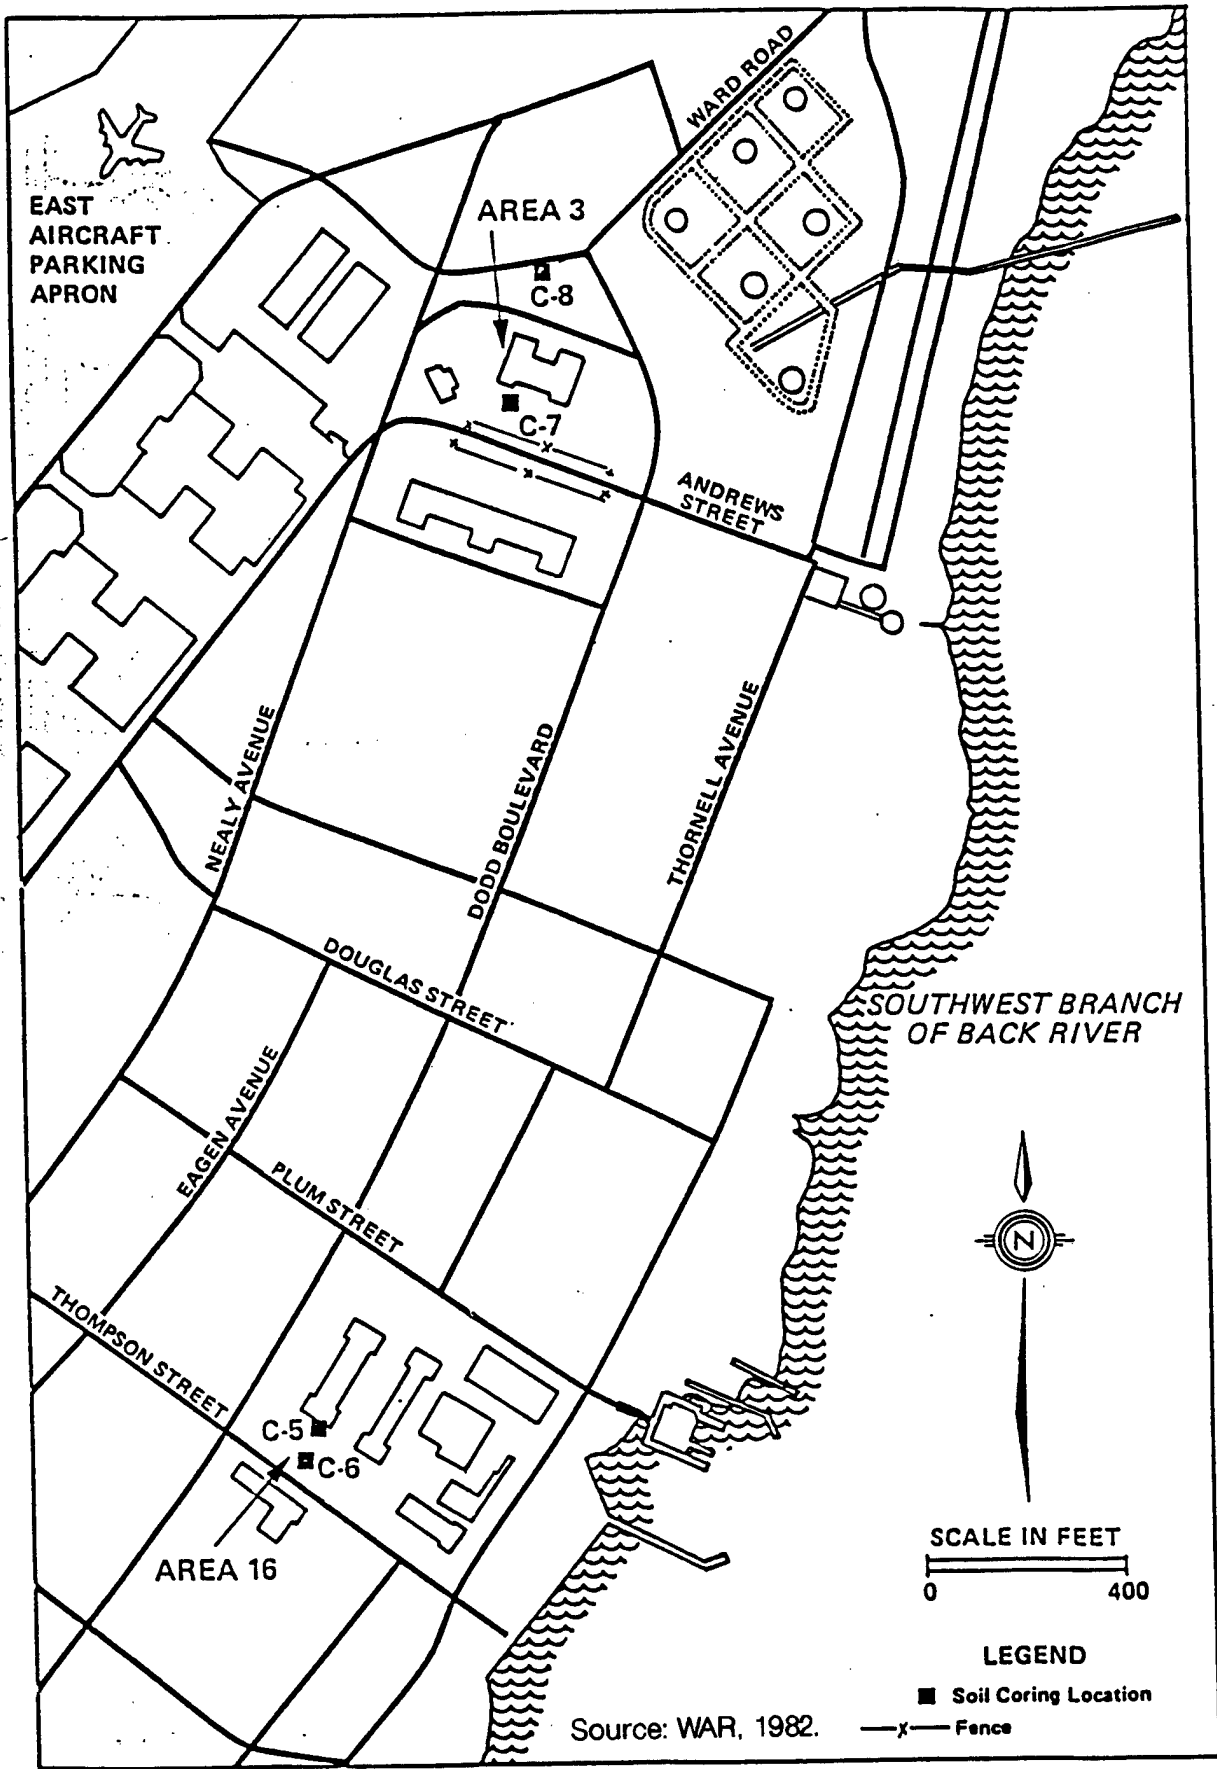 WARD ROAD
EAST
AIRCRAFT
PARKING
APRON
AREA 3
C-8
C-7
ANDREWS
STREET
NEALY AVENUE
DODD BOULEVARD
THORNELL AVENUE
DOUGLAS STREET
SOUTHWEST BRANCH
OF BACK RIVER
EAGEN AVENUE
PLUM STREET
N
THOMPSON STREET
C-5
C-6
AREA 16
SCALE IN FEET
0 400
LEGEND
Soil Coring Location
x Fence
Source: WAR, 1982.